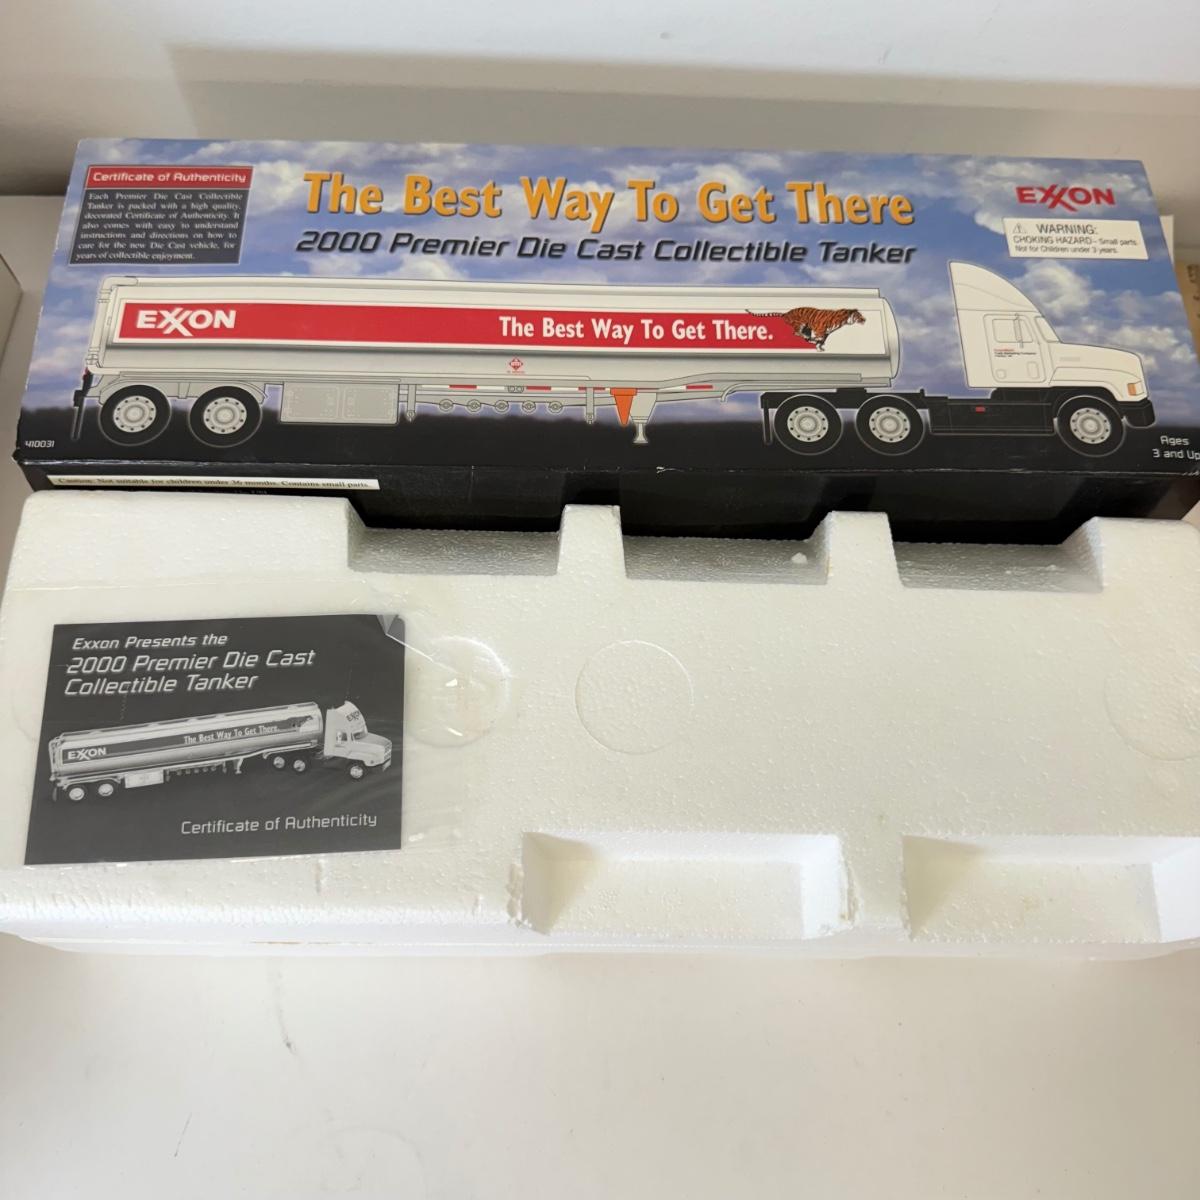 Certificate of Authenticity
Each Premier Die Cast Collectible
Tanker is packed with a high quality,
decorated Certificate of Authenticity. It
also comes with easy to understand
instructions and directions on how to
care for the new Die Cast vehicle, for
years of collectible enjoyment.
The Best Way To Get There
2000 Premier Die Cast Collectible Tanker
EXXON
WARNING:
CHOKING HAZARD- Small parts.
Not for Children under 3 years.
EXXON
The Best Way To Get There.
410031
Ages
3 and Up
Caution: Not suitable for children under 36 months. Contains small parts.
Exxon Presents the
2000 Premier Die Cast
Collectible Tanker
EXXON
The Best Way To Get There.
EXXON
Certificate of Authenticity